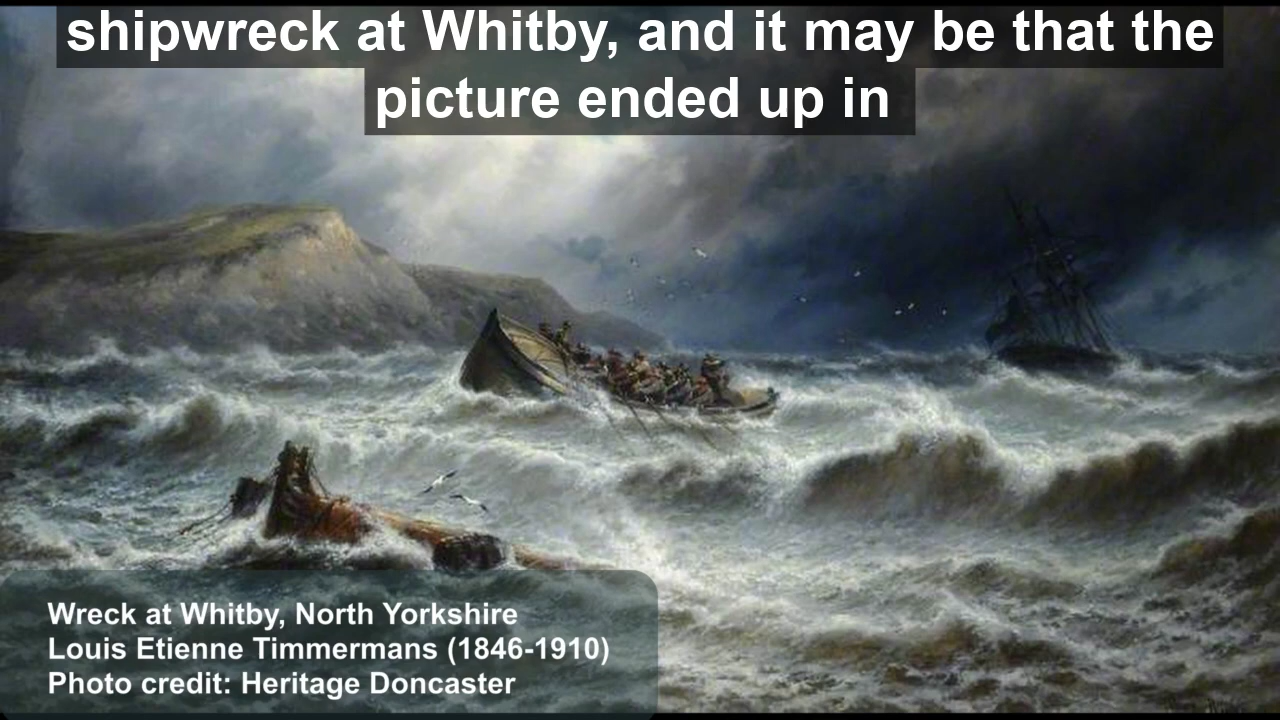 shipwreck at Whitby, and it may be that the
picture ended up in
Wreck at Whitby, North Yorkshire
Louis Etienne Timmermans (1846-1910)
Photo credit: Heritage Doncaster